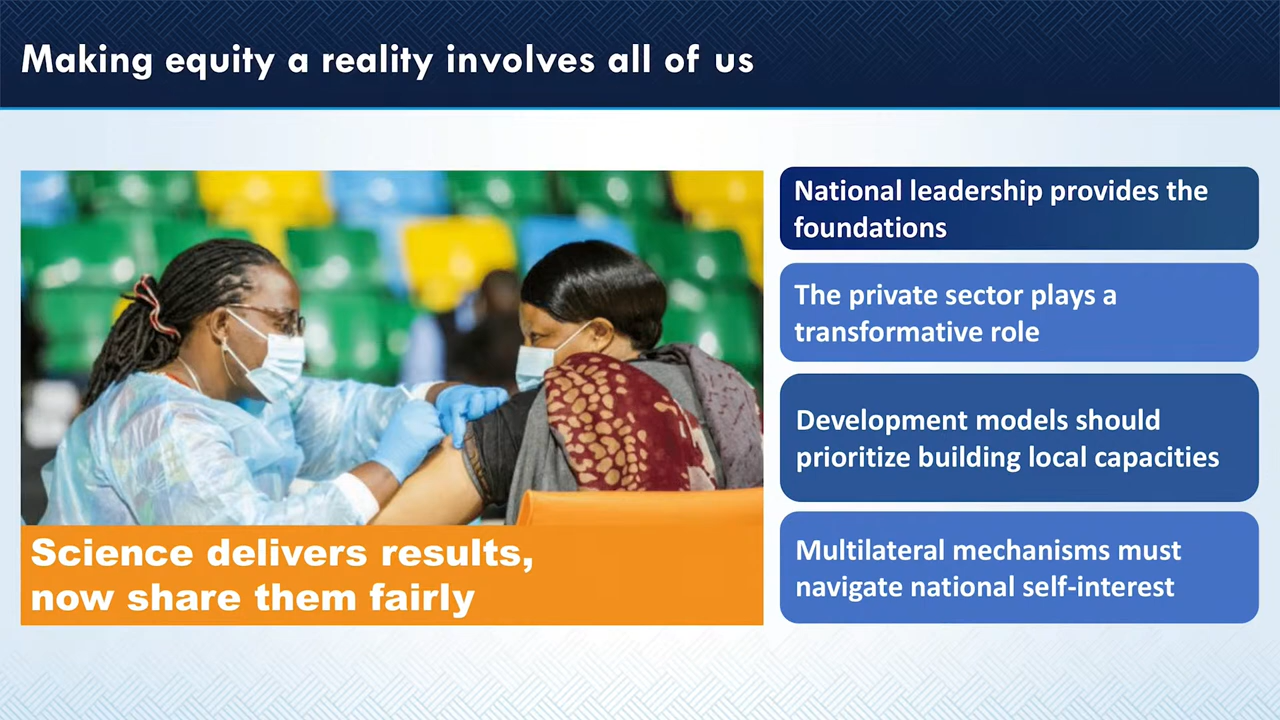 Making equity a reality involves all of us
Science delivers results,
now share them fairly
National leadership provides the
foundations
The private sector plays a
transformative role
Development models should
prioritize building local capacities
Multilateral mechanisms must
navigate national self-interest